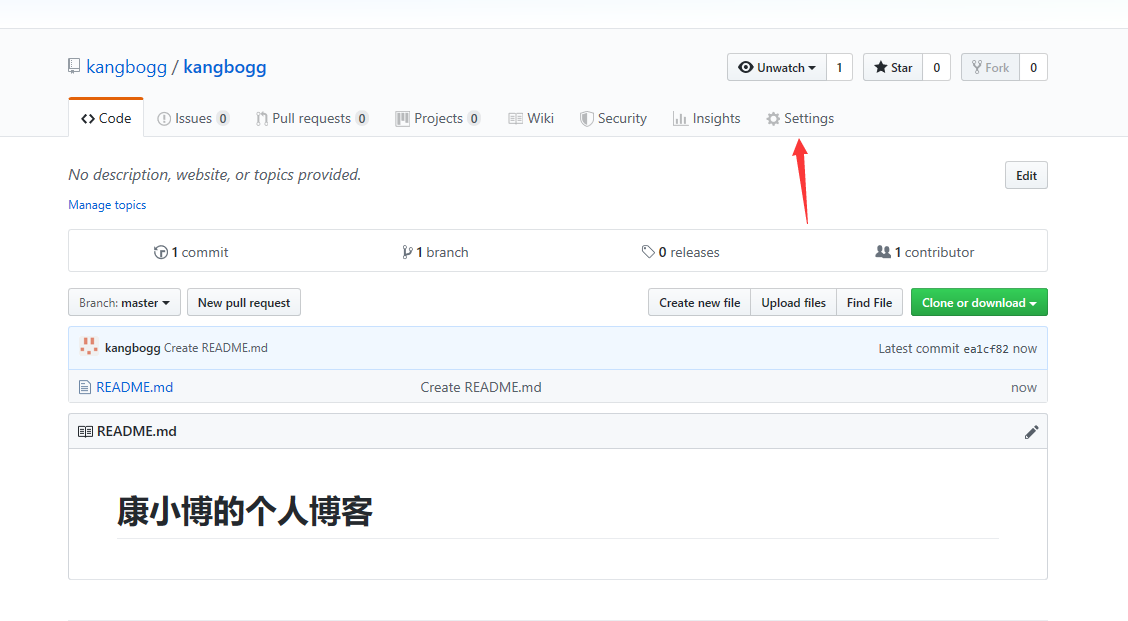 kangbogg / kangbogg
Unwatch 1 Star 0 Fork 0
Code Issues 0 Pull requests 0 Projects 0 Wiki Security Insights Settings
No description, website, or topics provided. Edit
Manage topics
1 commit 1 branch 0 releases 1 contributor
Branch: master New pull request Create new file Upload files Find File Clone or download
kangbogg Create README.md Latest commit ea1cf82 now
README.md Create README.md now
README.md
康小博的个人博客